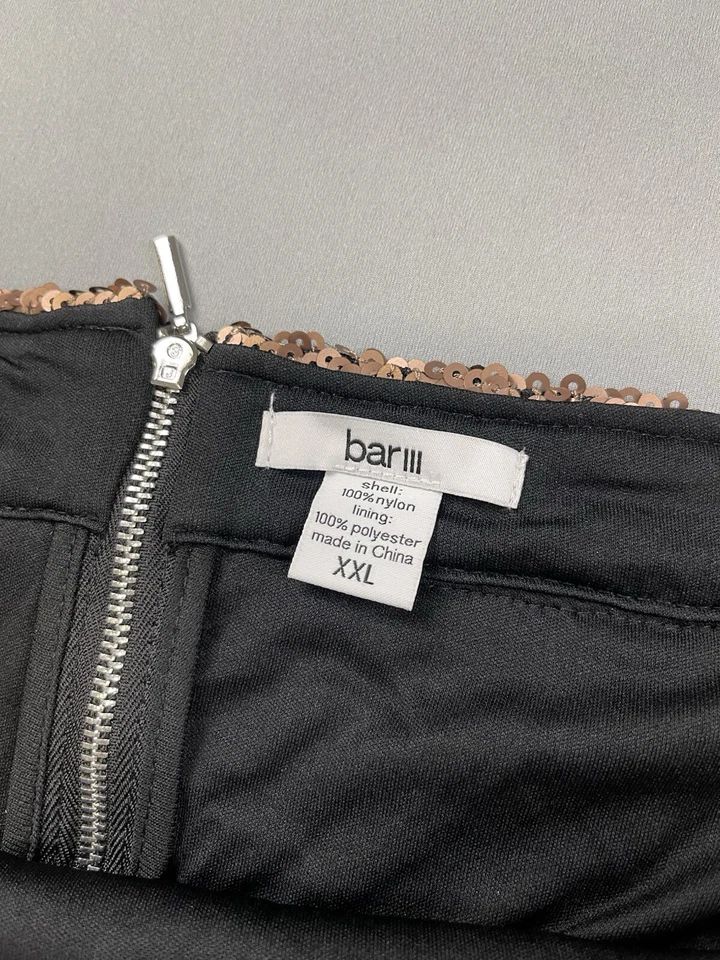 bar III
shell:
100% nylon
lining:
100% polyester
made in China
XXL